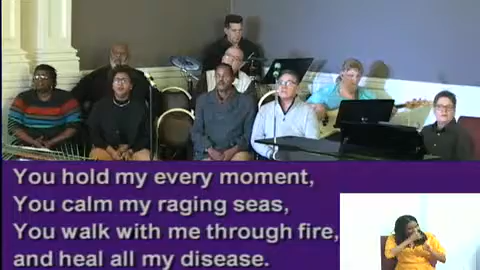 You hold my every moment,
You calm my raging seas,
You walk with me through fire,
and heal all my disease.